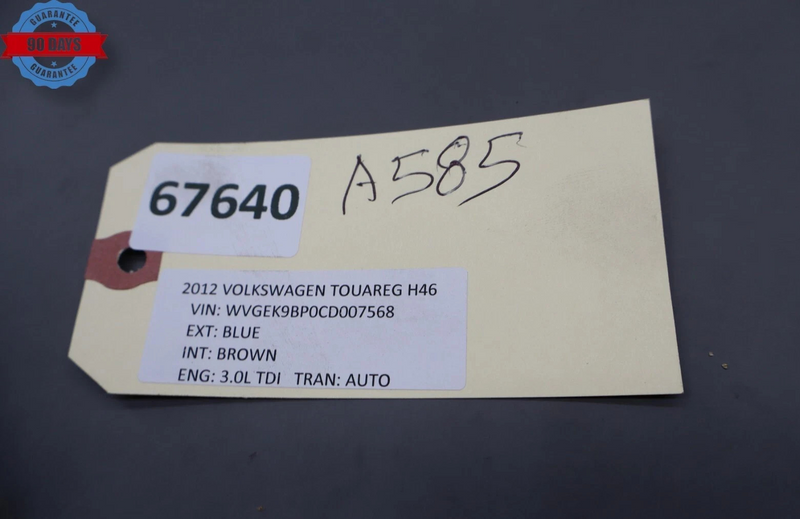 GUARANTEE
90 DAYS
GUARANTEE
67640
A585
2012 VOLKSWAGEN TOUAREG H46
VIN: WVGEK9BP0CD007568
EXT: BLUE
INT: BROWN
ENG: 3.0L TDI TRAN: AUTO